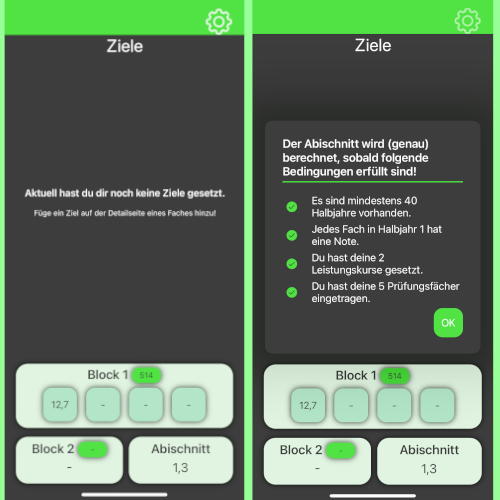 Ziele
Aktuell hast du dir noch keine Ziele gesetzt.
Füge ein Ziel auf der Detailseite eines Faches hinzu!
Block 1 514
12,7 - - -
Block 2 -
-
Abischnitt
1,3
Ziele
Der Abischnitt wird (genau)
berechnet, sobald folgende
Bedingungen erfüllt sind!
Es sind mindestens 40
Halbjahre vorhanden.
Jedes Fach in Halbjahr 1 hat
eine Note.
Du hast deine 2
Leistungskurse gesetzt.
Du hast deine 5 Prüfungsfächer
eingetragen.
OK
Block 1 514
12,7 - - -
Block 2 -
-
Abischnitt
1,3